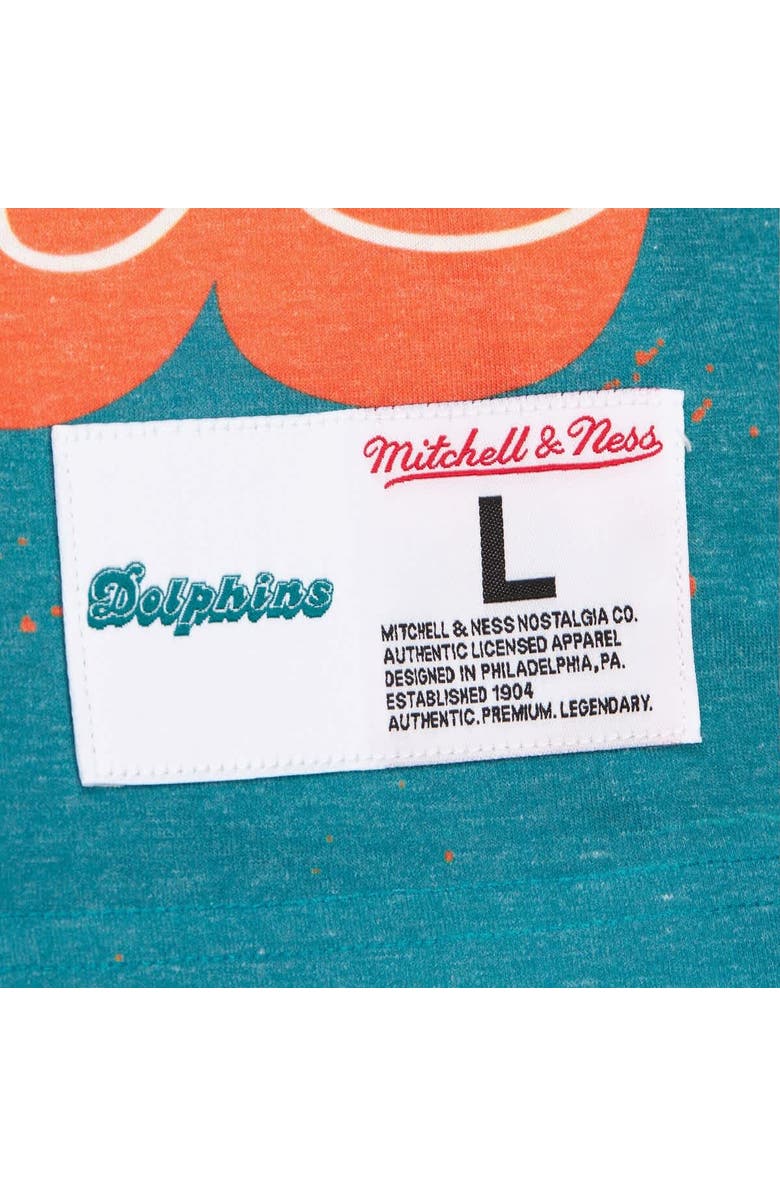 Dolphins
Mitchell & Ness
L
MITCHELL & NESS NOSTALGIA CO.
AUTHENTIC LICENSED APPAREL
DESIGNED IN PHILADELPHIA, PA.
ESTABLISHED 1904
AUTHENTIC. PREMIUM. LEGENDARY.